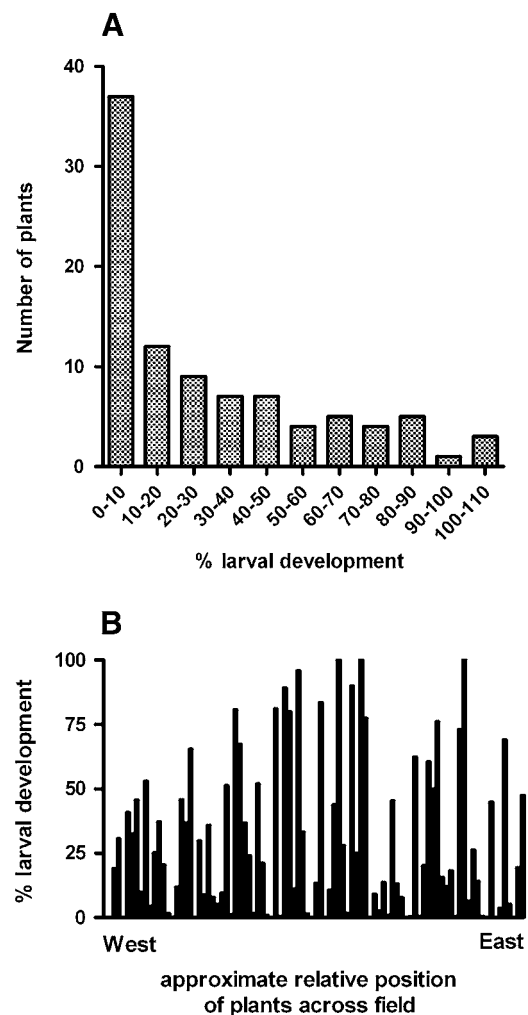 A
40
30
20
10
0
Number of plants
0-10 10-20 20-30 30-40 40-50 50-60 60-70 70-80 80-90 90-100 100-110
% larval development
B
100
75
50
25
0
% larval development
West East
approximate relative position
of plants across field